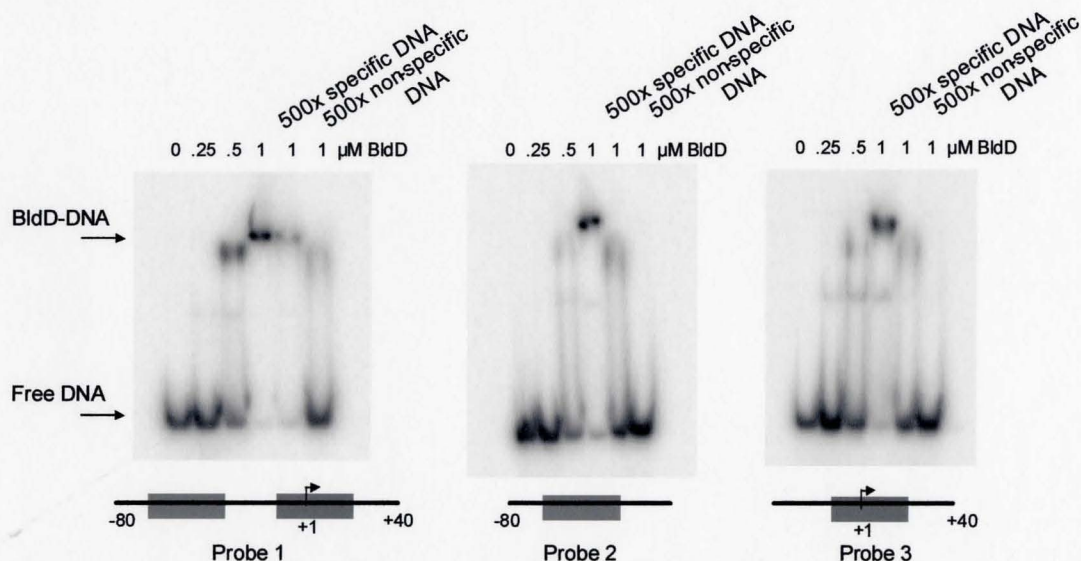 500x specific DNA
500x non-specific
DNA
0 .25 .5 1 1 1 µM BldD
500x specific DNA
500x non-specific
DNA
0 .25 .5 1 1 1 µM BldD
500x specific DNA
500x non-specific
DNA
0 .25 .5 1 1 1 µM BldD
BldD-DNA
Free DNA
-80
+1
+40
Probe 1
-80
Probe 2
+1
+40
Probe 3